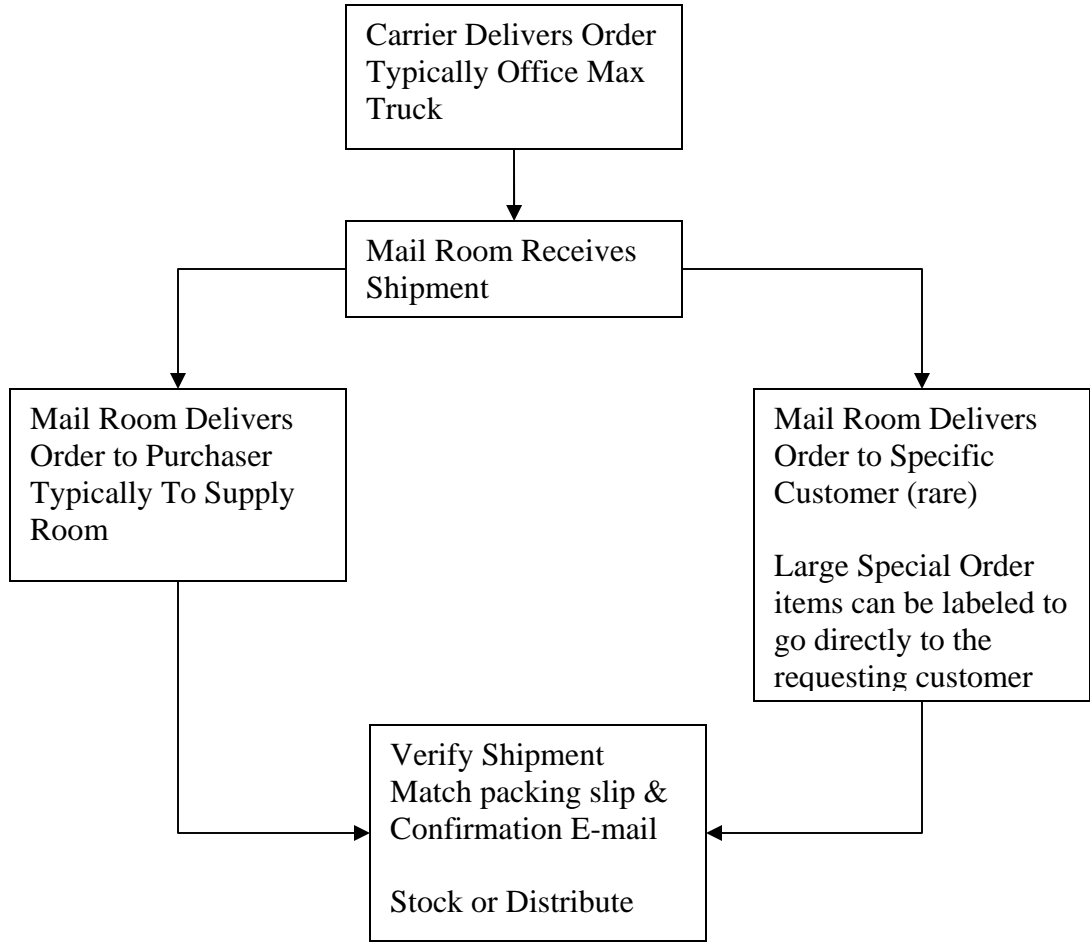 Carrier Delivers Order
Typically Office Max
Truck
Mail Room Receives
Shipment
Mail Room Delivers
Order to Purchaser
Typically To Supply
Room
Mail Room Delivers
Order to Specific
Customer (rare)
Large Special Order
items can be labeled to
go directly to the
requesting customer
Verify Shipment
Match packing slip &
Confirmation E-mail
Stock or Distribute